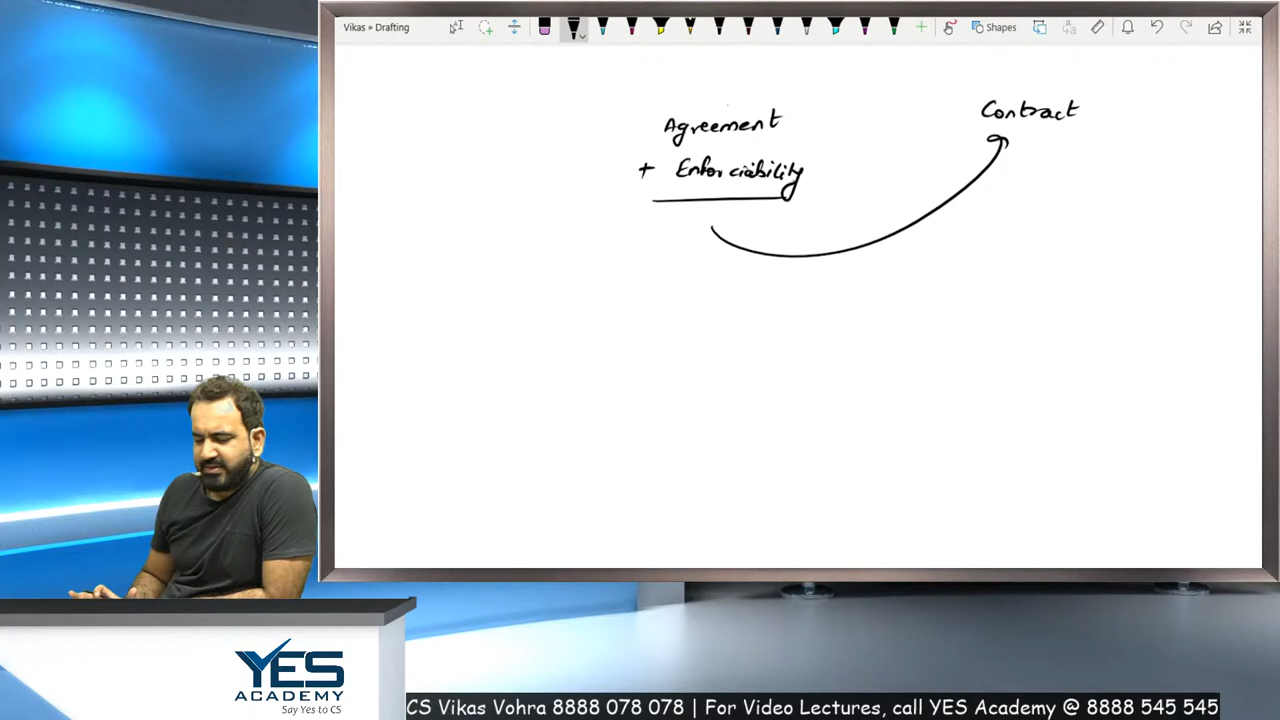 Vikas » Drafting
Shapes
Agreement
+ Enforciability
Contract
YES
ACADEMY
Say Yes to CS
CS Vikas Vohra 8888 078 078 | For Video Lectures, call YES Academy @ 8888 545 545